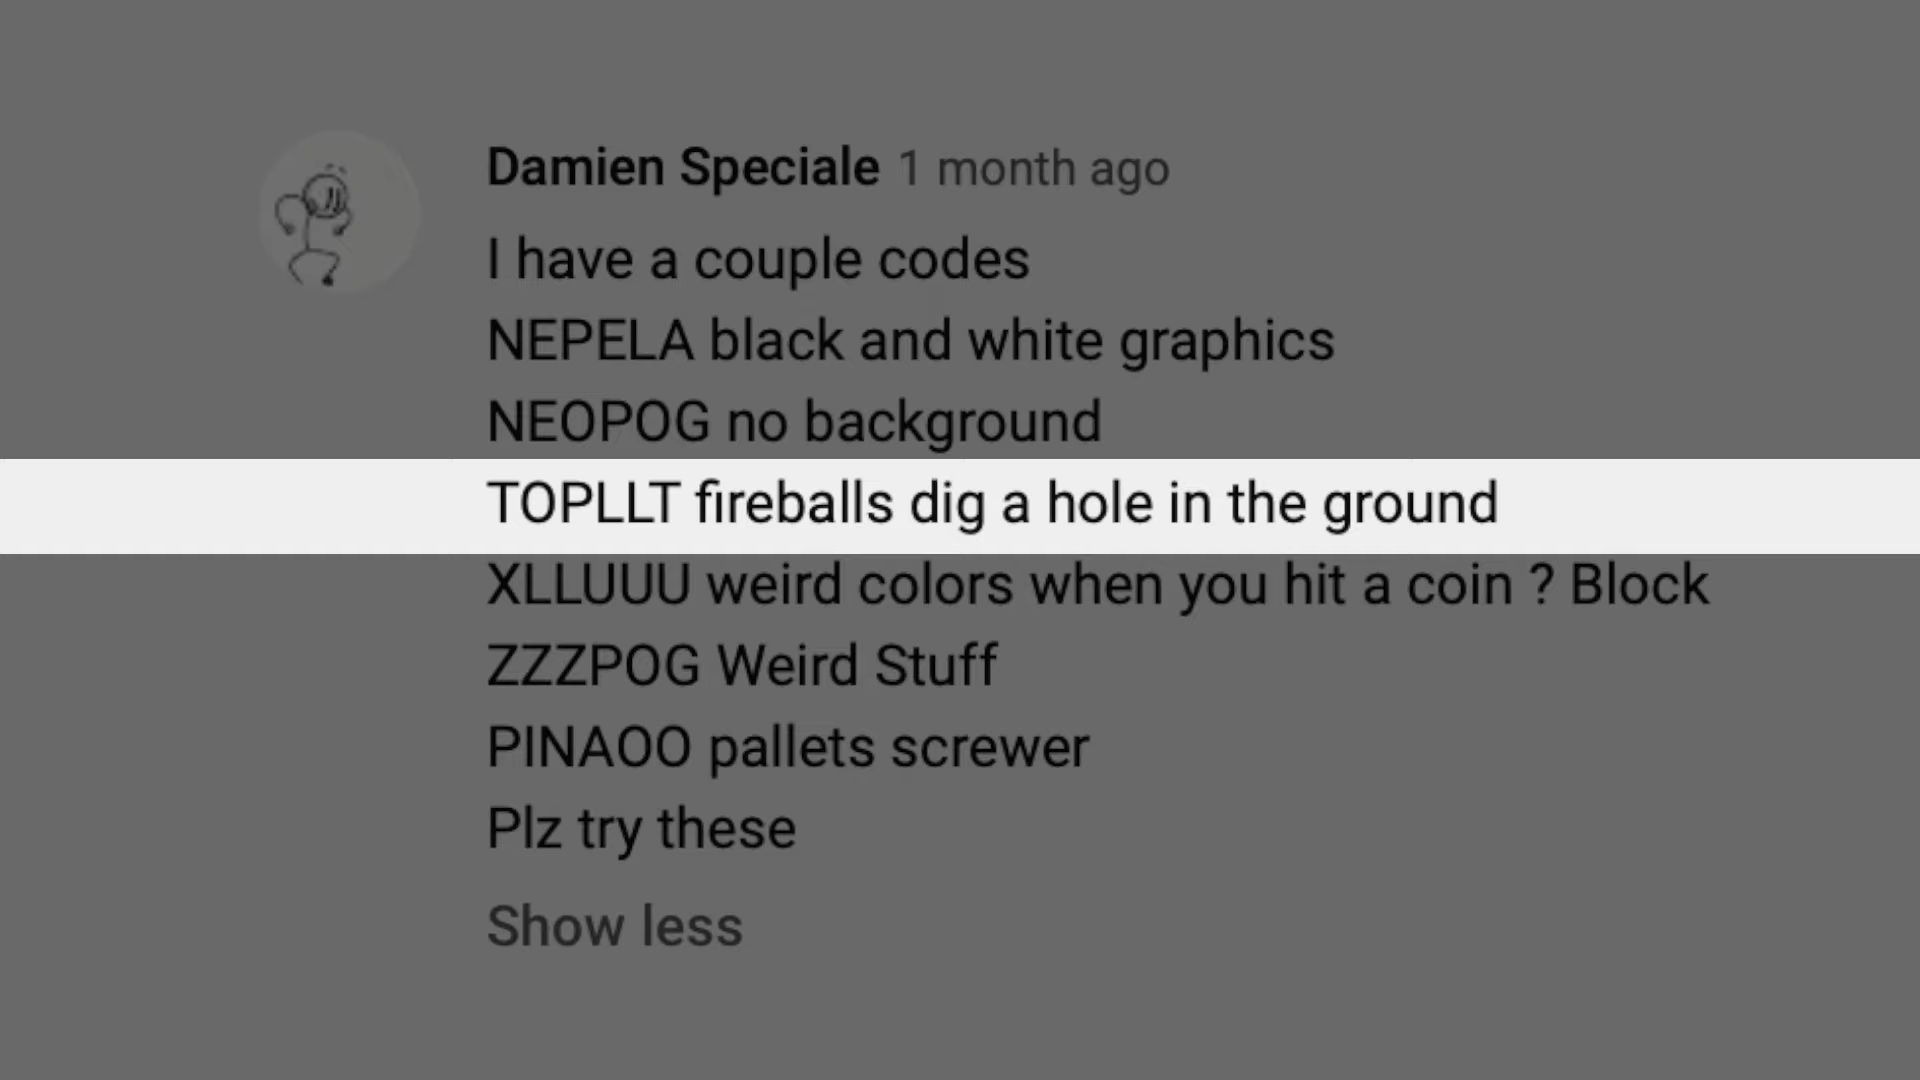 Damien Speciale 1 month ago
I have a couple codes
NEPELA black and white graphics
NEOPOG no background
TOPLLT fireballs dig a hole in the ground
XLLUUU weird colors when you hit a coin ? Block
ZZZPOG Weird Stuff
PINAOO pallets screwer
Plz try these
Show less